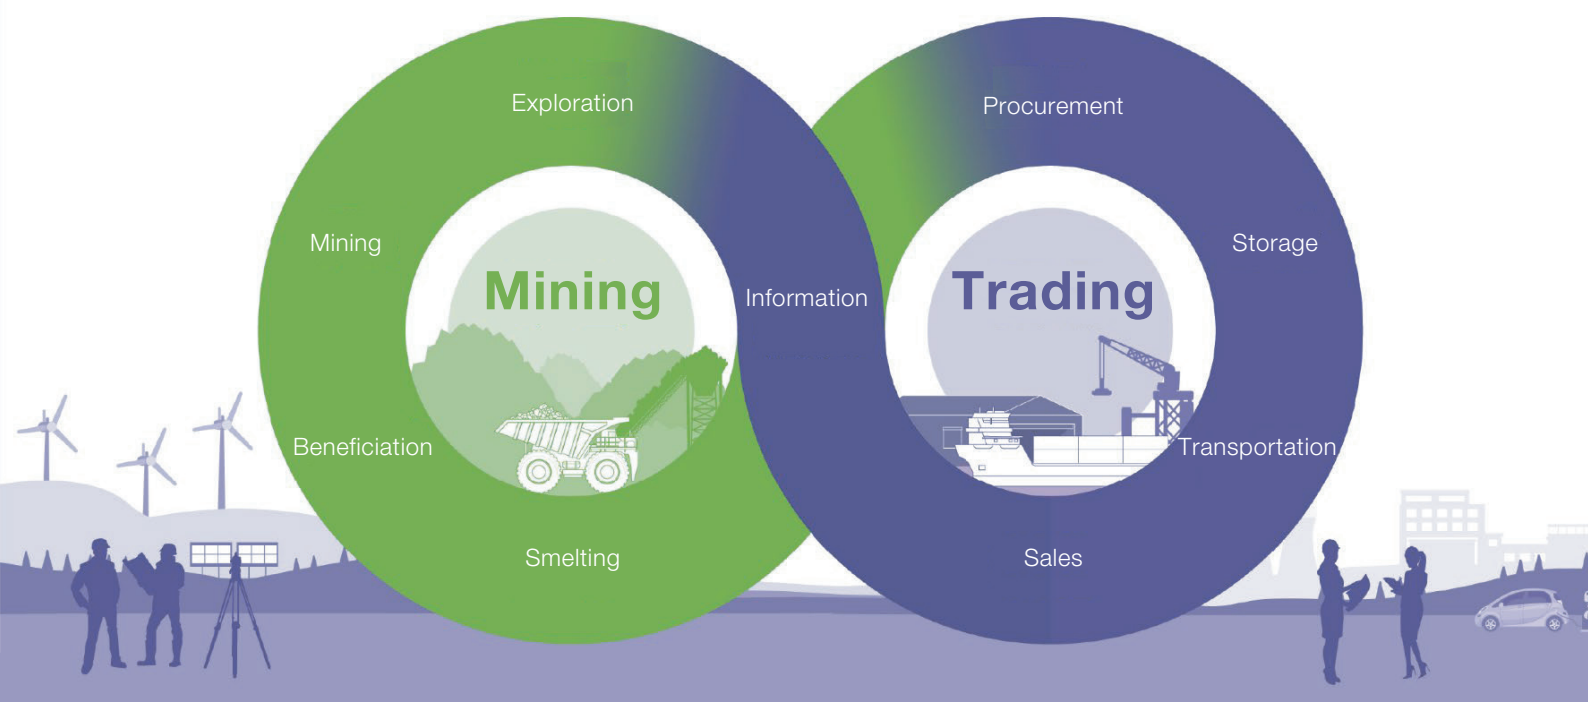 Exploration
Mining
Mining
Beneficiation
Smelting
Information
Procurement
Trading
Storage
Transportation
Sales